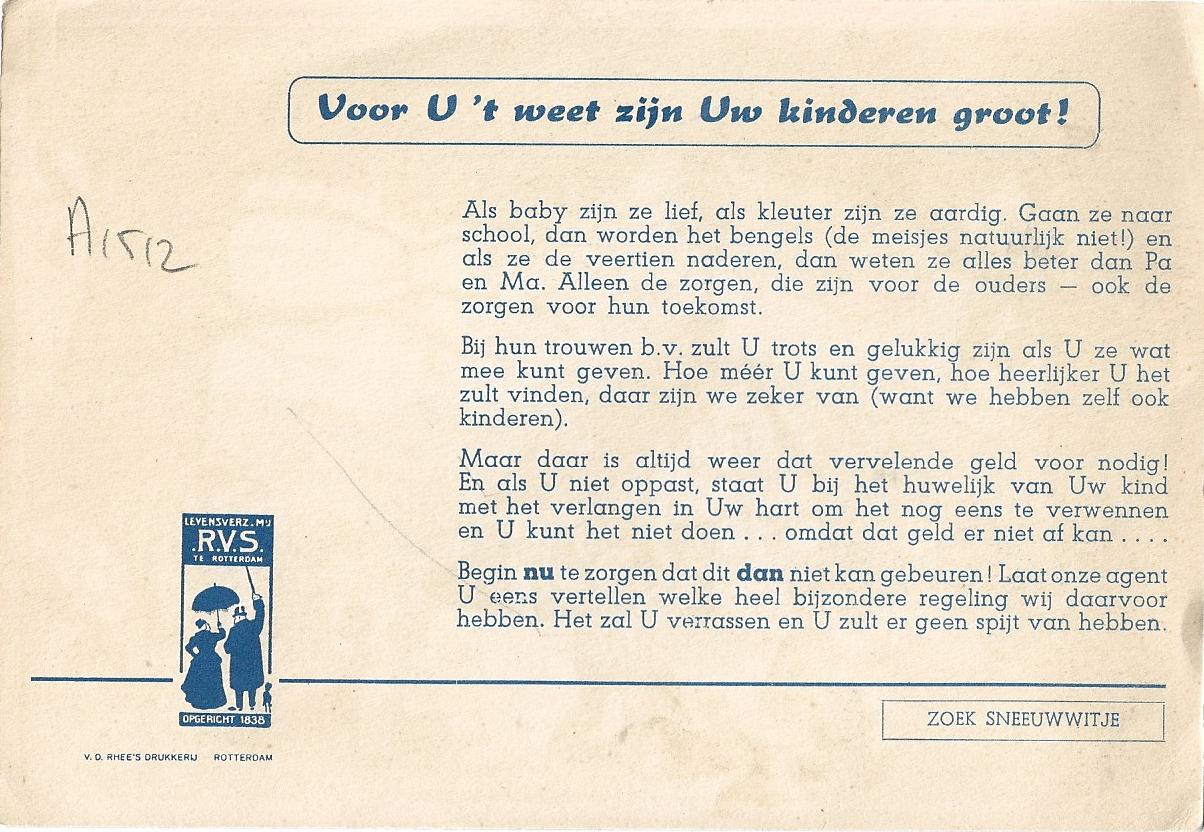 Voor U 't weet zijn Uw kinderen groot!
A1512
Als baby zijn ze lief, als kleuter zijn ze aardig. Gaan ze naar
school, dan worden het bengels (de meisjes natuurlijk niet!) en
als ze de veertien naderen, dan weten ze alles beter dan Pa
en Ma. Alleen de zorgen, die zijn voor de ouders — ook de
zorgen voor hun toekomst.
Bij hun trouwen b.v. zult U trots en gelukkig zijn als U ze wat
mee kunt geven. Hoe méér U kunt geven, hoe heerlijker U het
zult vinden, daar zijn we zeker van (want we hebben zelf ook
kinderen).
Maar daar is altijd weer dat vervelende geld voor nodig!
En als U niet oppast, staat U bij het huwelijk van Uw kind
met het verlangen in Uw hart om het nog eens te verwennen
en U kunt het niet doen . . . omdat dat geld er niet af kan . . . .
Begin nu te zorgen dat dit dan niet kan gebeuren! Laat onze agent
U eens vertellen welke heel bijzondere regeling wij daarvoor
hebben. Het zal U verrassen en U zult er geen spijt van hebben.
LEVENSVERZ. MIJ
.R.V.S.
TE ROTTERDAM
OPGERICHT 1838
ZOEK SNEEUWWITJE
V. D. RHEE'S DRUKKERIJ ROTTERDAM